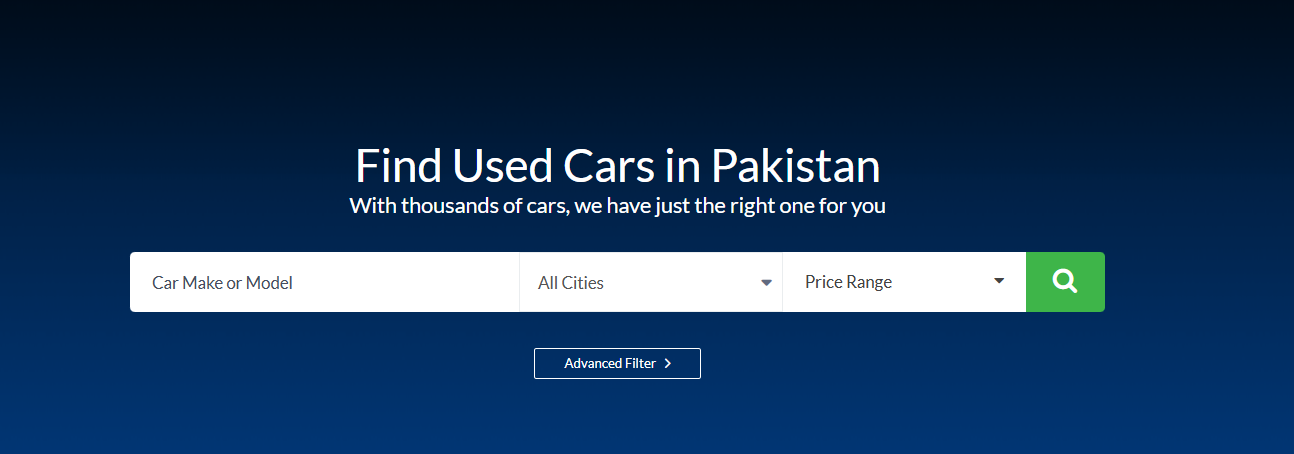 Find Used Cars in Pakistan
With thousands of cars, we have just the right one for you
Car Make or Model All Cities Price Range
Advanced Filter